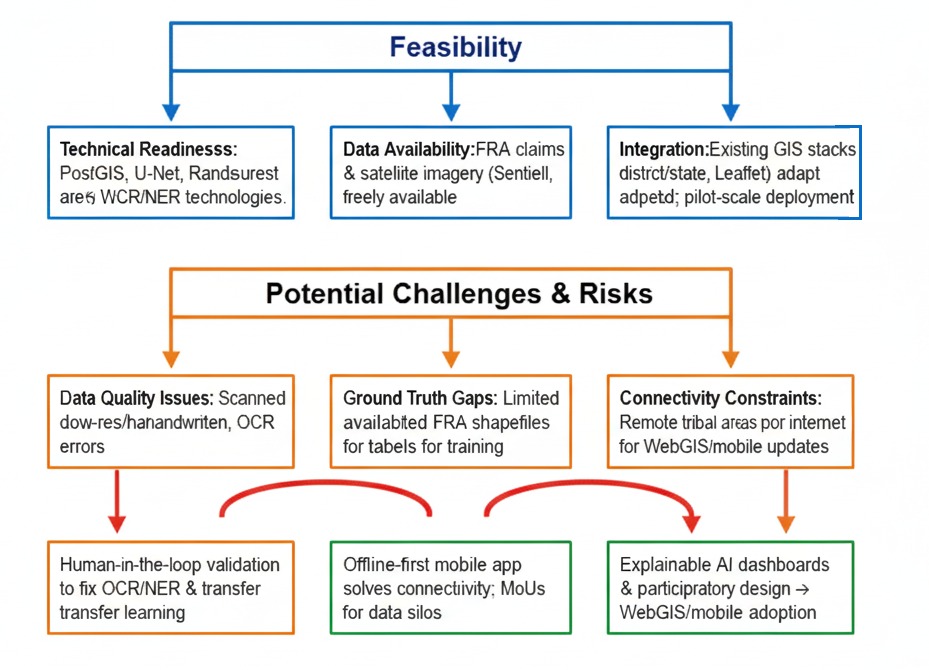 Feasibility
Technical Readinesss:
PostGIS, U-Net, Randsurest
are WCR/NER technologies.
Data Availability:FRA claims
& satellite imagery (Sentiell,
freely available
Integration:Existing GIS stacks
district/state, Leaffet) adapt
adpetd; pilot-scale deployment
Potential Challenges & Risks
Data Quality Issues: Scanned
dow-res/hanandwriten, OCR
errors
Ground Truth Gaps: Limited
availabted FRA shapefiles
for tabels for training
Connectivity Constraints:
Remote tribal areas por internet
for WebGIS/mobile updates
Human-in-the-loop validation
to fix OCR/NER & transfer
transfer learning
Offline-first mobile app
solves connectivity; MoUs
for data silos
Explainable AI dashboards
& participratory design →
WebGIS/mobile adoption